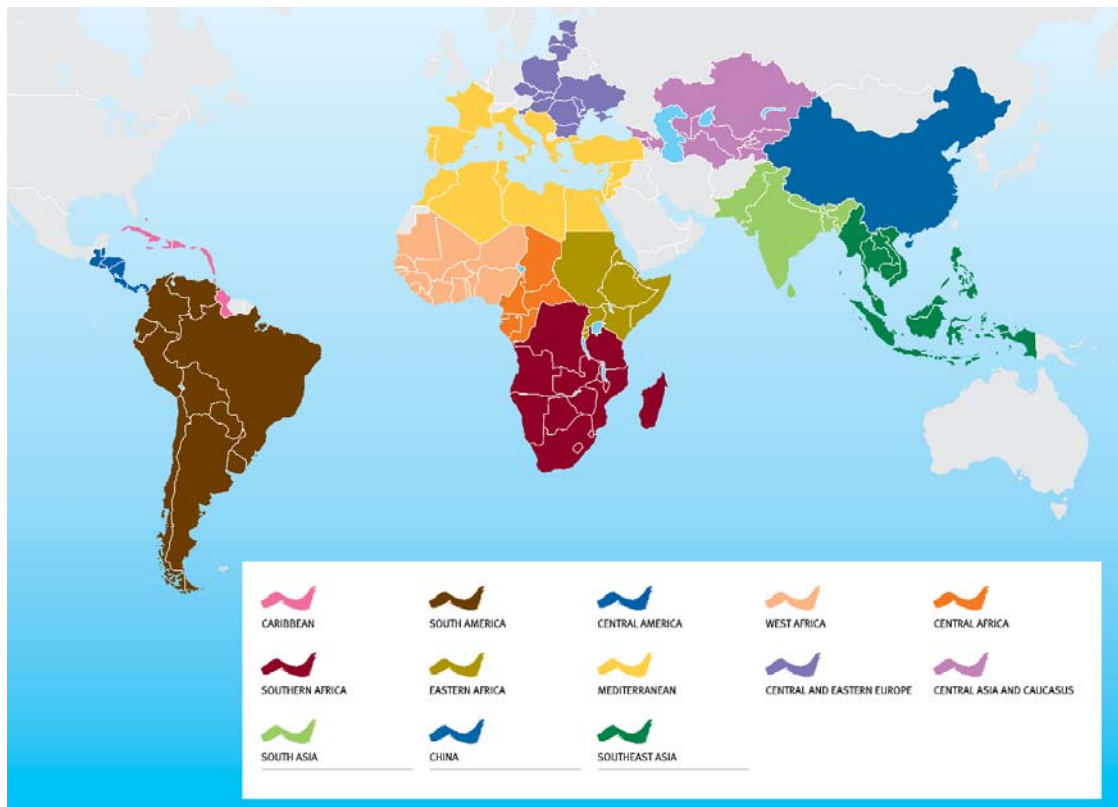 CARIBBEAN
SOUTH AMERICA
CENTRAL AMERICA
WEST AFRICA
CENTRAL AFRICA
SOUTHERN AFRICA
EASTERN AFRICA
MEDITERRANEAN
CENTRAL AND EASTERN EUROPE
CENTRAL ASIA AND CAUCASUS
SOUTH ASIA
CHINA
SOUTHEAST ASIA